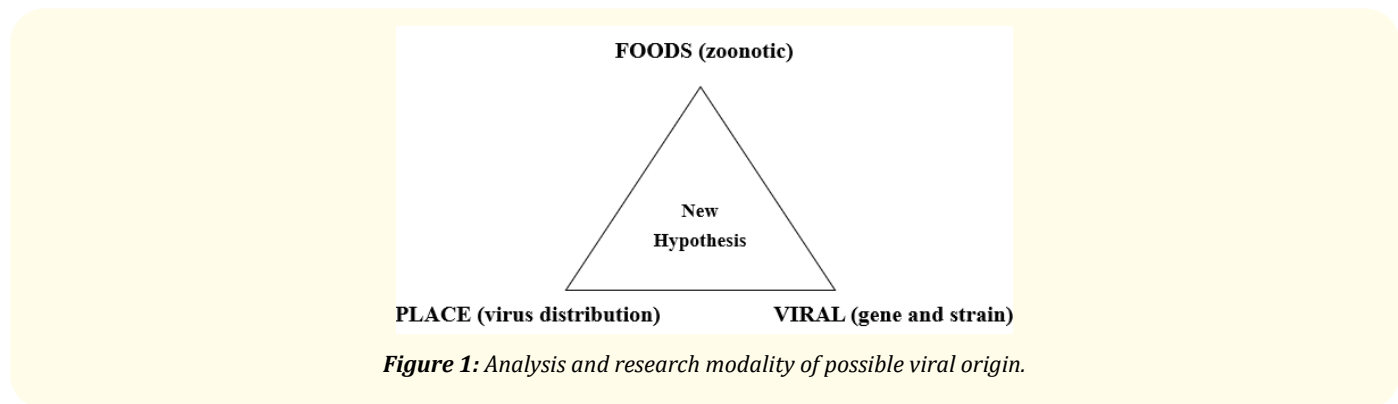 FOODS (zoonotic)
New
Hypothesis
PLACE (virus distribution)
VIRAL (gene and strain)
Figure 1: Analysis and research modality of possible viral origin.